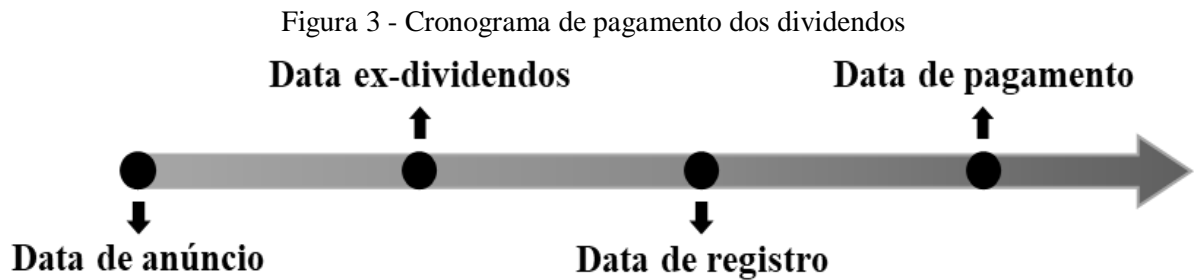 Figura 3 - Cronograma de pagamento dos dividendos
Data ex-dividendos
Data de pagamento
Data de anúncio
Data de registro